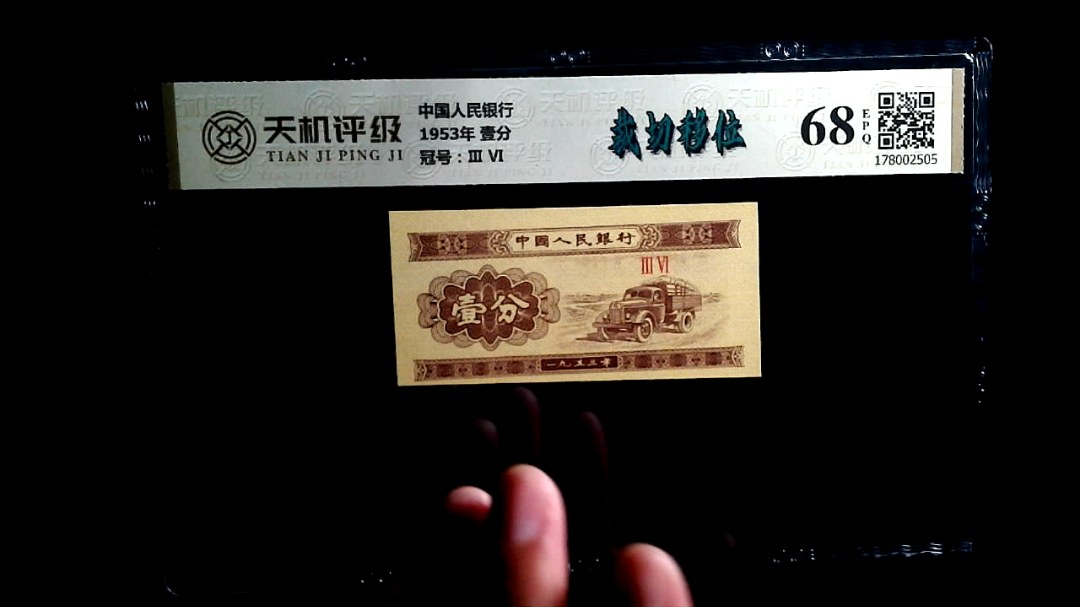 天机评级
TIAN JI PING JI
中国人民银行
1953年 壹分
冠号：Ⅲ Ⅵ
裁切移位
68
EPQ
178002505
中國人民銀行
Ⅲ Ⅵ
壹分
一九五三年